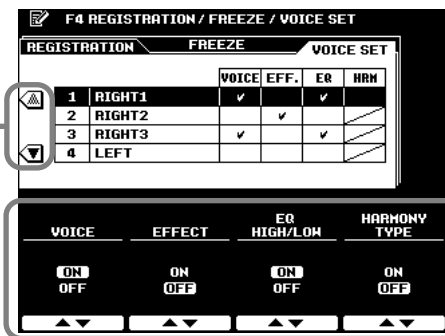 F4 REGISTRATION / FREEZE / VOICE SET
REGISTRATION FREEZE VOICE SET
VOICE EFF. EQ HRM
1 RIGHT1 ✓ ✓
2 RIGHT2 ✓
3 RIGHT3 ✓ ✓
4 LEFT
VOICE EFFECT EQ HIGH/LOW HARMONY TYPE
ON ON ON ON
OFF OFF OFF OFF